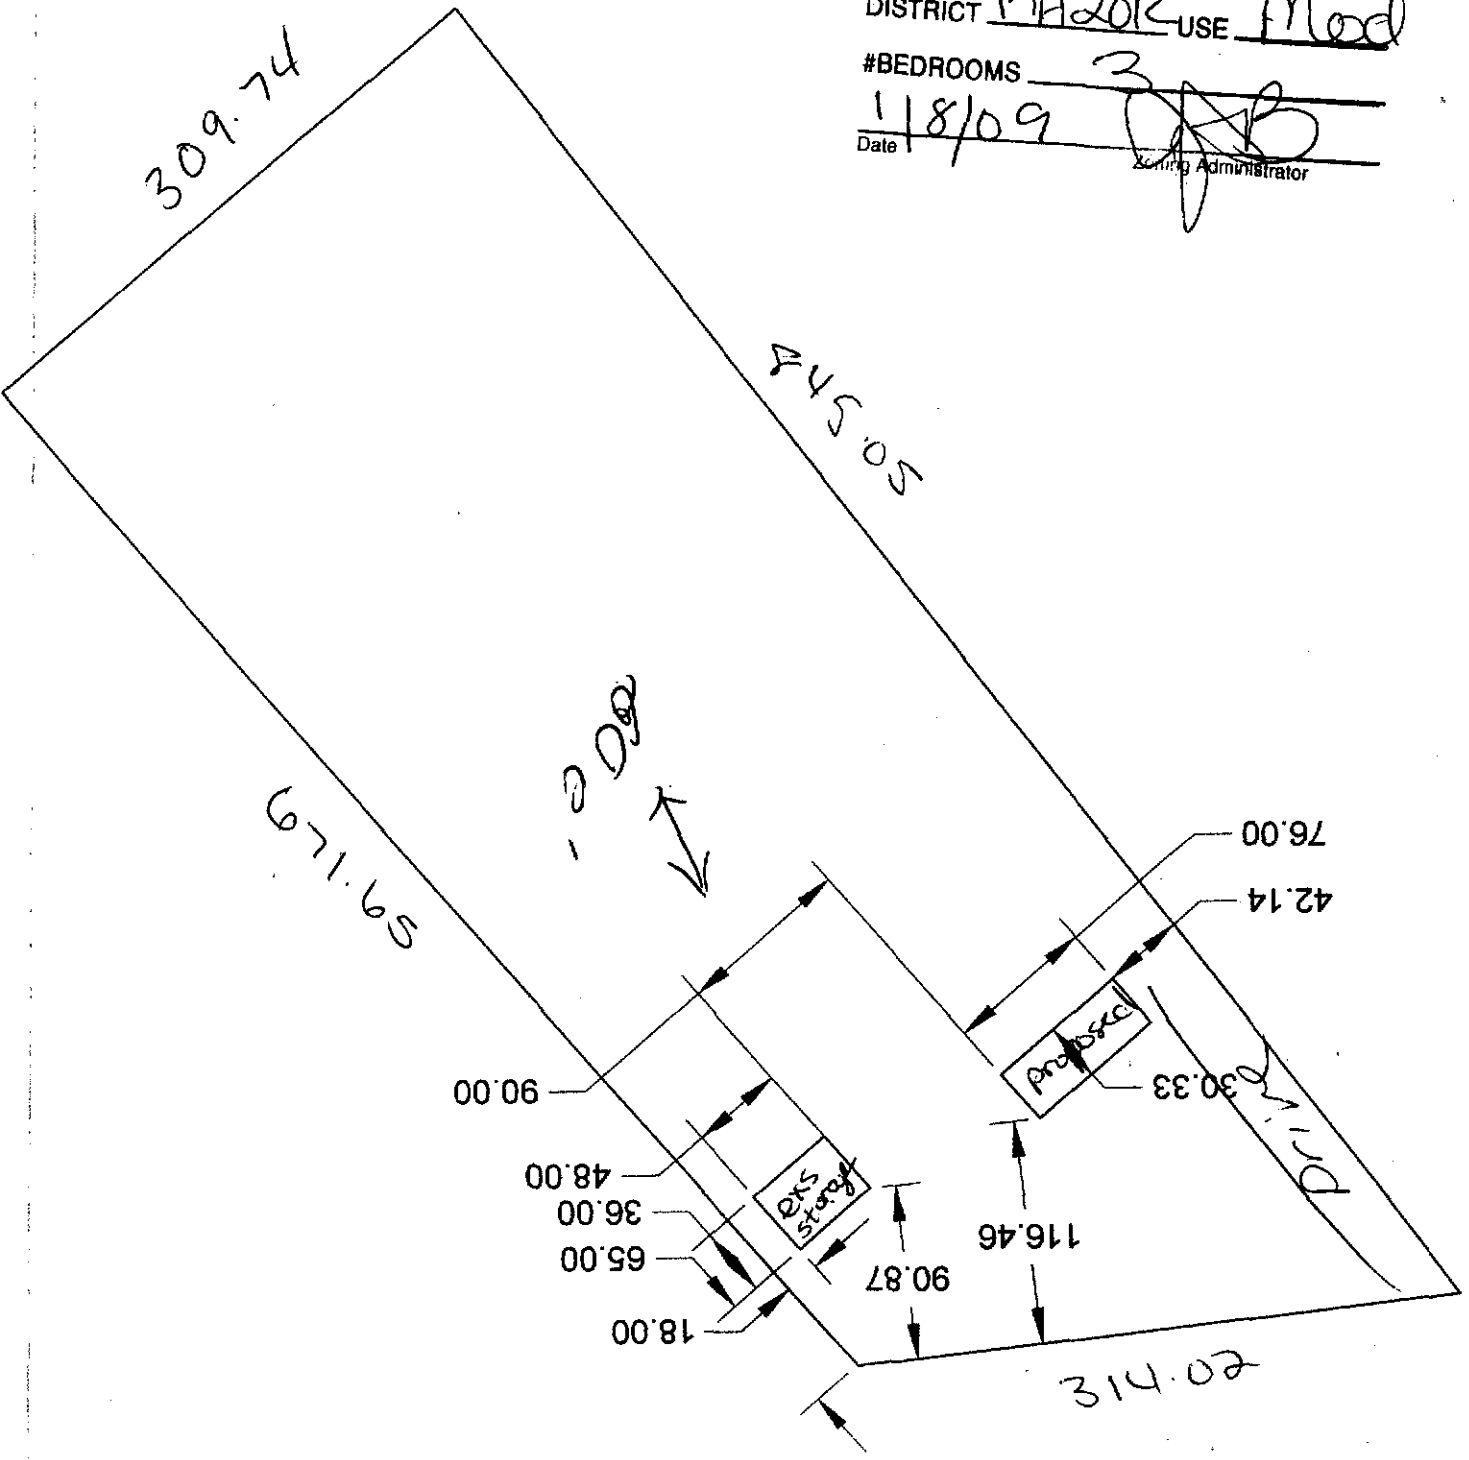 DISTRICT RA20R USE Mod
#BEDROOMS 3
1/8/09
Date
Zoning Administrator
309.74
845.05
671.65
76.00
42.14
90.00
proposed
30.33
48.00
36.00
65.00
exs
storage
18.00
90.87
116.46
Drive
314.02